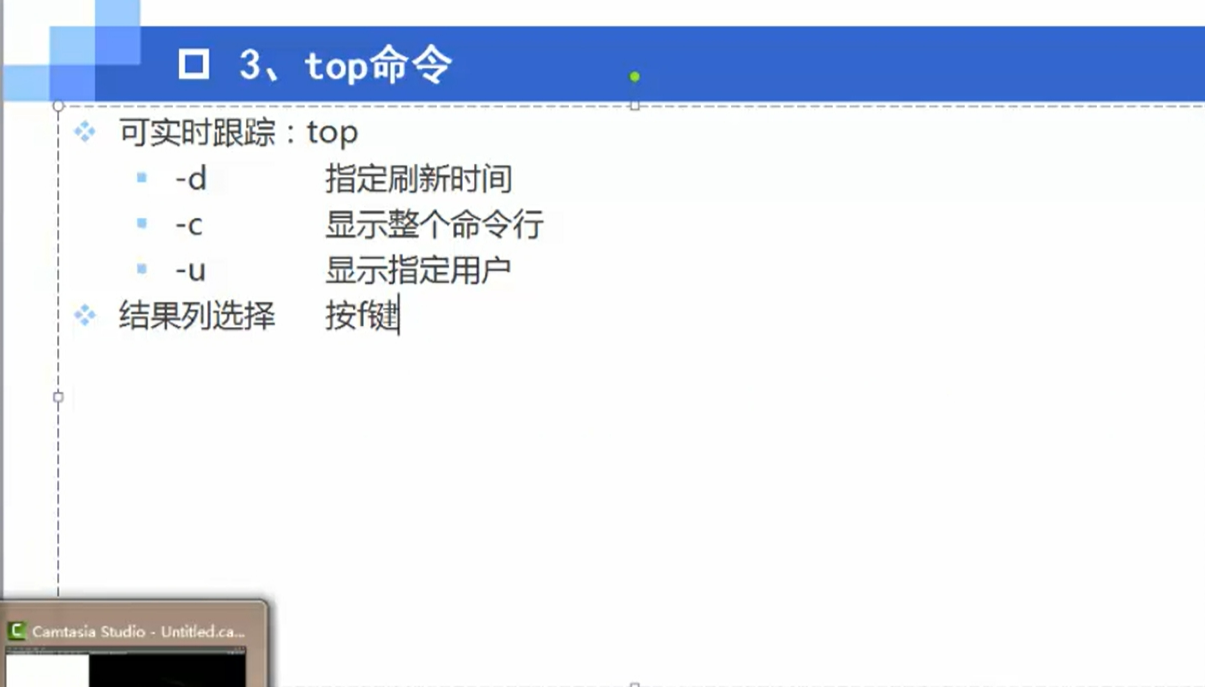 3、top命令
可实时跟踪：top
-d 指定刷新时间
-c 显示整个命令行
-u 显示指定用户
结果列选择 按f键
Camtasia Studio - Untitled.ca...